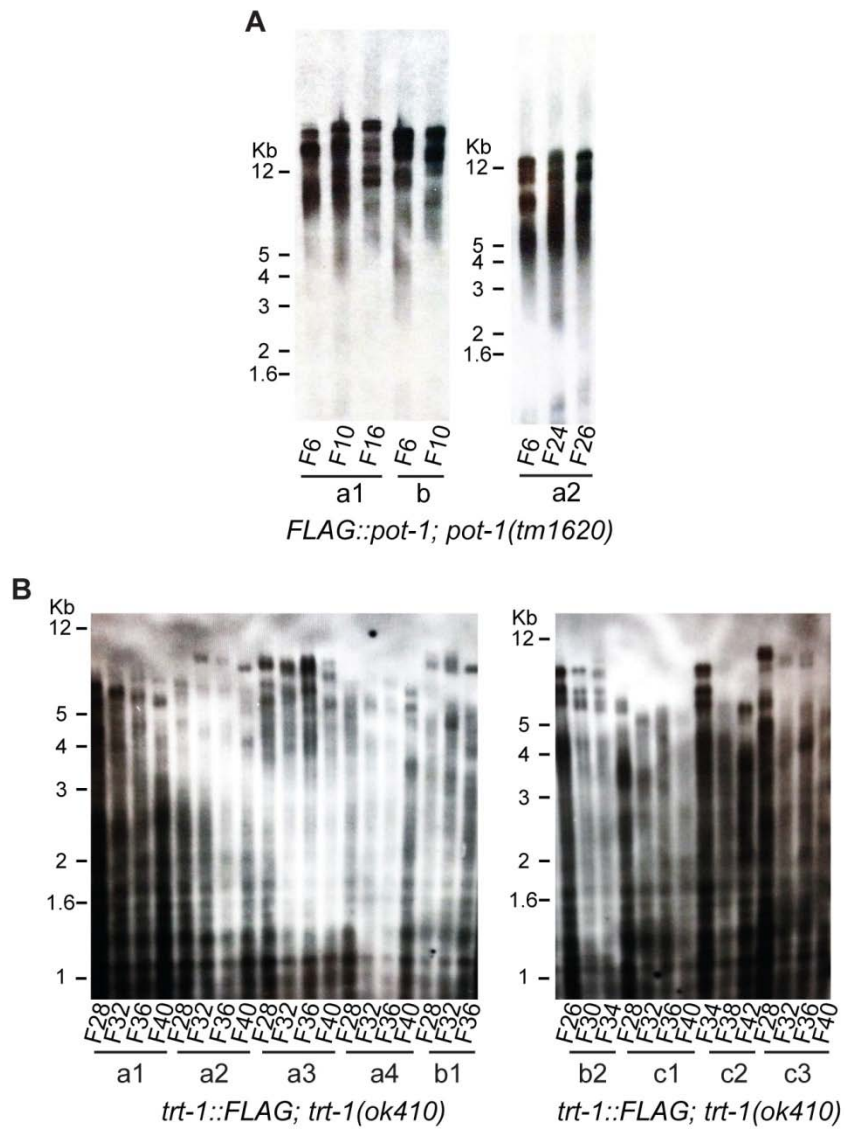 A
Kb
12
5
4
3
2
1.6
F6 F10 F16 F6 F10
a1 b
Kb
12
5
4
3
2
1.6
F6 F24 F26
a2
FLAG::pot-1; pot-1(tm1620)
B
Kb
12
5
4
3
2
1.6
1
F28 F32 F36 F40 F28 F32 F36 F40 F28 F32 F36 F40 F28 F32 F36 F40 F28 F32 F36
a1 a2 a3 a4 b1
trt-1::FLAG; trt-1(ok410)
Kb
12
5
4
3
2
1.6
1
F26 F30 F34 F28 F32 F36 F40 F34 F38 F42 F28 F32 F36 F40
b2 c1 c2 c3
trt-1::FLAG; trt-1(ok410)